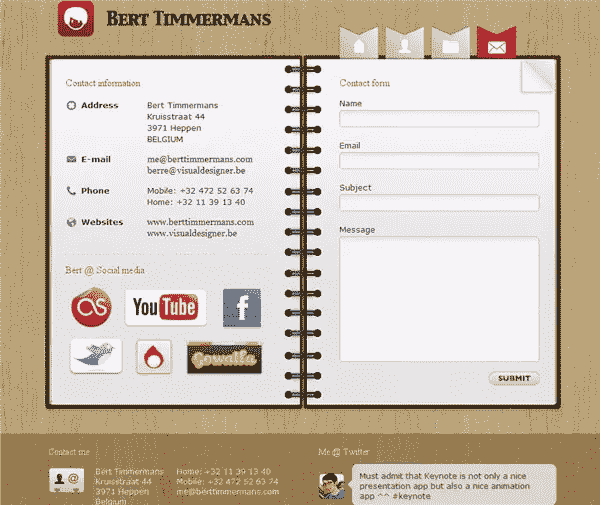 BERT TIMMERMANS
Contact information
Address
Bert Timmermans
Kruisstraat 44
3971 Heppen
BELGIUM
E-mail
me@berttimmermans.com
berre@visualdesigner.be
Phone
Mobile: +32 472 52 63 74
Home: +32 11 39 13 40
Websites
www.berttimmermans.com
www.visualdesigner.be
Bert @ Social media
You Tube
f
Gowalla
Contact form
Name
Email
Subject
Message
SUBMIT
Contact me
@
Bert Timmermans
Kruisstraat 44
3971 Heppen
Belgium
Home: +32 11 39 13 40
Mobile: +32 472 52 63 74
me@berttimmermans.com
Me @ Twitter
Must admit that Keynote is not only a nice
presentation app but also a nice animation
app ^^ #keynote